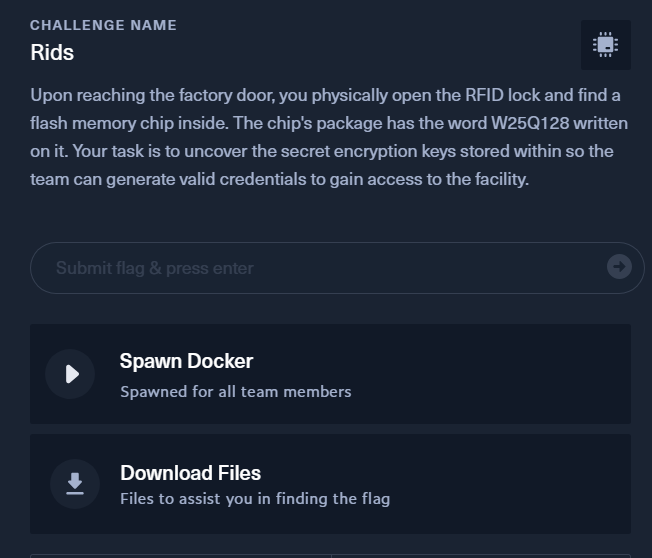 CHALLENGE NAME
Rids
Upon reaching the factory door, you physically open the RFID lock and find a
flash memory chip inside. The chip's package has the word W25Q128 written
on it. Your task is to uncover the secret encryption keys stored within so the
team can generate valid credentials to gain access to the facility.
Submit flag & press enter
Spawn Docker
Spawned for all team members
Download Files
Files to assist you in finding the flag